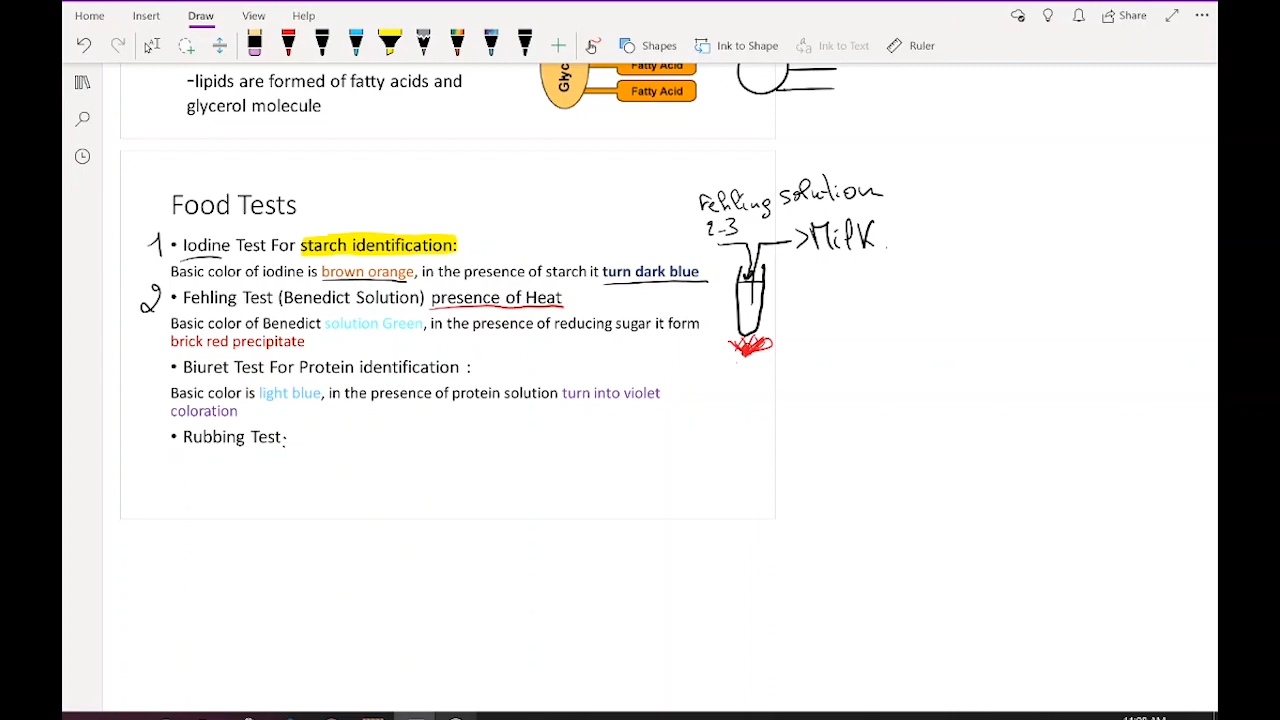 Home Insert Draw View Help
Share
Shapes Ink to Shape Ink to Text Ruler
-lipids are formed of fatty acids and
glycerol molecule
Glyc
Fatty Acid
Fatty Acid
Food Tests
1 • Iodine Test For starch identification:
Basic color of iodine is brown orange, in the presence of starch it turn dark blue
2 • Fehling Test (Benedict Solution) presence of Heat
Basic color of Benedict solution Green, in the presence of reducing sugar it form
brick red precipitate
• Biuret Test For Protein identification :
Basic color is light blue, in the presence of protein solution turn into violet
coloration
• Rubbing Test:
Fehling solution
2-3
Milk.